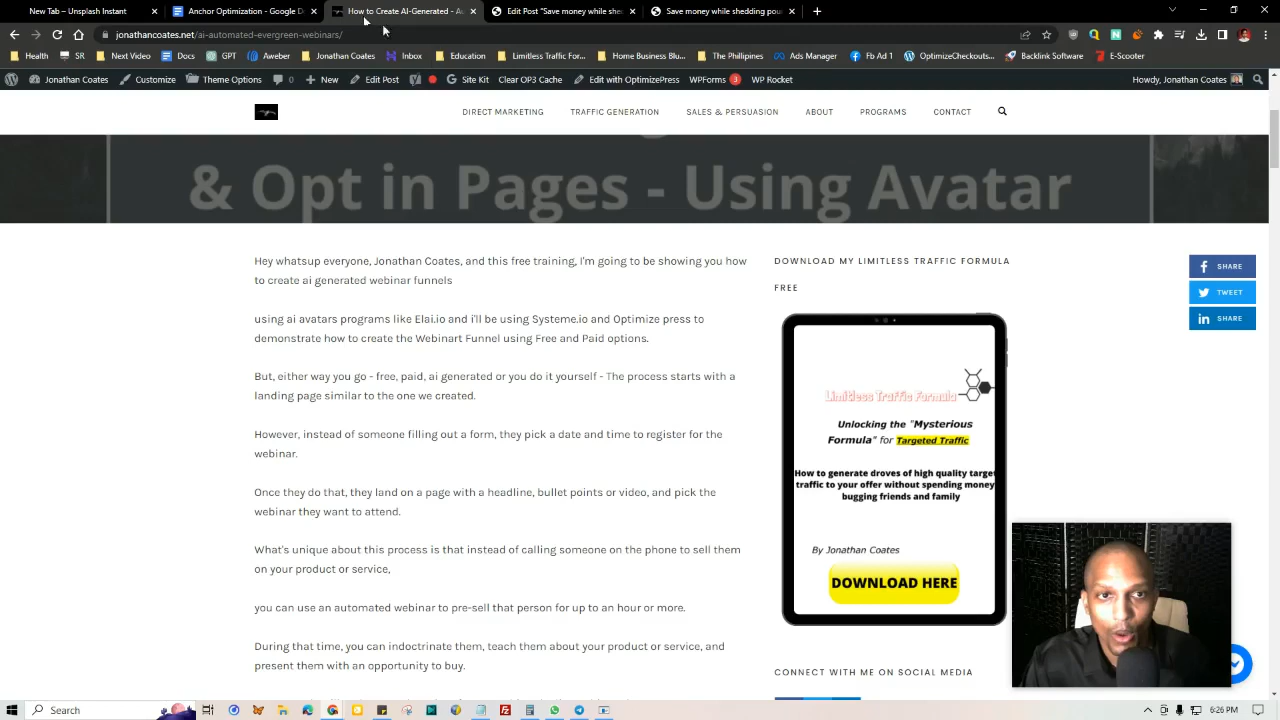 New Tab – Vysual Instant
Anchor Optimization - Google D
How to Create AI-Generated - Au
Edit Post "Save money while she
Save money while shedding pou
jonathancoates.net/ai-automated-evergreen-webinars/
Health
SR
Next Video
Docs
GPT
Aweber
Education
Limitless Traffic For...
Home Business Blu...
The Philipines
Ads Manager
Fb Ad 1
OptimizeCheckouts...
Backlink Software
E-Scooter
Jonathan Coates
Customize
Theme Options
0
New
Edit Post
Site Kit
Clear OP3 Cache
Edit with OptimizePress
WPForms 3
WP Rocket
Howdy, Jonathan Coates
DIRECT MARKETING
TRAFFIC GENERATION
SALES & PERSUASION
ABOUT
PROGRAMS
CONTACT
& Opt in Pages - Using Avatar
Hey whatsup everyone, Jonathan Coates, and this free training, I'm going to be showing you how
to create ai generated webinar funnels
using ai avatars programs like Elai.io and i'll be using Systeme.io and Optimize press to
demonstrate how to create the Webinart Funnel using Free and Paid options.
But, either way you go - free, paid, ai generated or you do it yourself - The process starts with a
landing page similar to the one we created.
However, instead of someone filling out a form, they pick a date and time to register for the
webinar.
Once they do that, they land on a page with a headline, bullet points or video, and pick the
webinar they want to attend.
What's unique about this process is that instead of calling someone on the phone to sell them
on your product or service,
you can use an automated webinar to pre-sell that person for up to an hour or more.
During that time, you can indoctrinate them, teach them about your product or service, and
present them with an opportunity to buy.
DOWNLOAD MY LIMITLESS TRAFFIC FORMULA
FREE
Limitless Traffic Formula
Unlocking the "Mysterious
Formula" for Targeted Traffic
How to generate droves of high quality target
traffic to your offer without spending money
bugging friends and family
By Jonathan Coates
DOWNLOAD HERE
CONNECT WITH ME ON SOCIAL MEDIA
SHARE
TWEET
SHARE
Search
6:26 PM